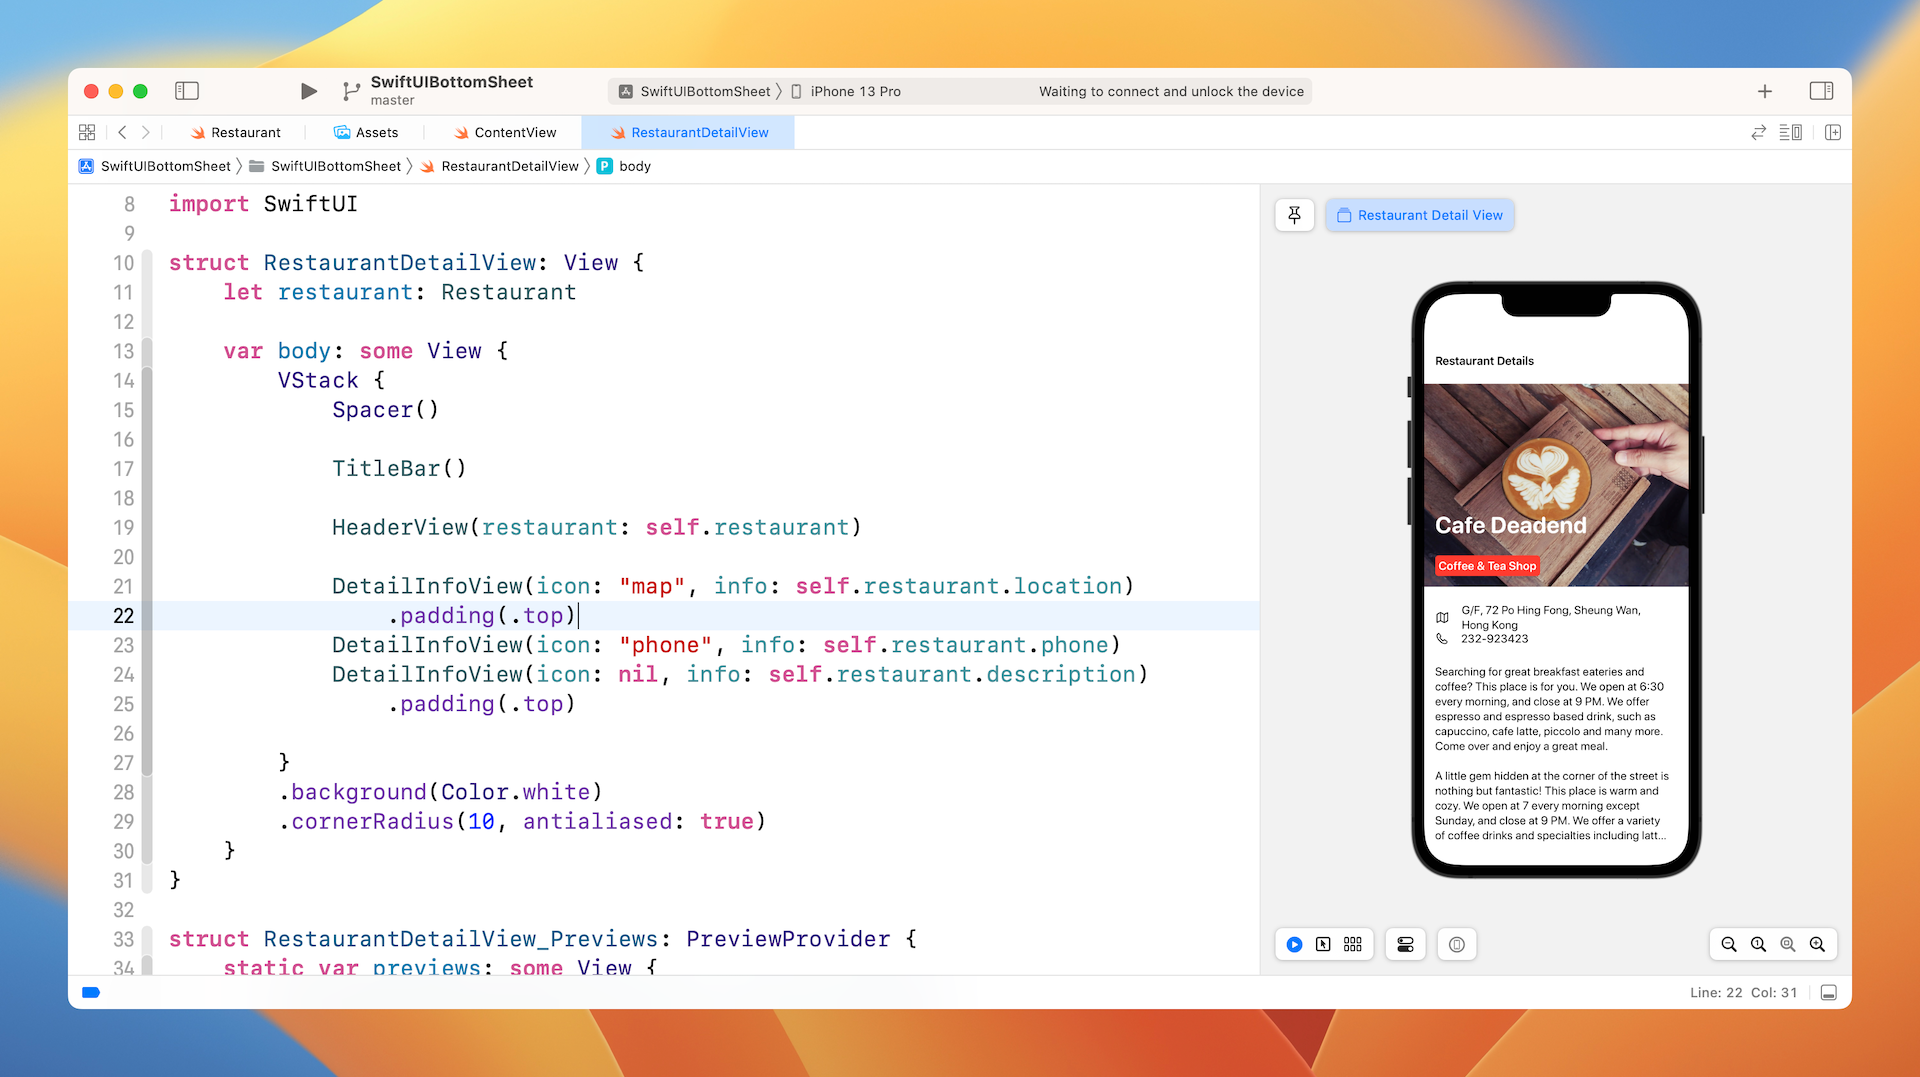 SwiftUIBottomSheet
master
SwiftUIBottomSheet 〉 iPhone 13 Pro
Waiting to connect and unlock the device
Restaurant
Assets
ContentView
RestaurantDetailView
SwiftUIBottomSheet 〉 SwiftUIBottomSheet 〉 RestaurantDetailView 〉 P body
8 import SwiftUI
9
10 struct RestaurantDetailView: View {
11 let restaurant: Restaurant
12
13 var body: some View {
14 VStack {
15 Spacer()
16
17 TitleBar()
18
19 HeaderView(restaurant: self.restaurant)
20
21 DetailInfoView(icon: "map", info: self.restaurant.location)
22 .padding(.top)
23 DetailInfoView(icon: "phone", info: self.restaurant.phone)
24 DetailInfoView(icon: nil, info: self.restaurant.description)
25 .padding(.top)
26
27 }
28 .background(Color.white)
29 .cornerRadius(10, antialiased: true)
30 }
31 }
32
33 struct RestaurantDetailView_Previews: PreviewProvider {
34 static var previews: some View {
Restaurant Detail View
Restaurant Details
Cafe Deadend
Coffee & Tea Shop
G/F, 72 Po Hing Fong, Sheung Wan,
Hong Kong
232-923423
Searching for great breakfast eateries and
coffee? This place is for you. We open at 6:30
every morning, and close at 9 PM. We offer
espresso and espresso based drink, such as
capuccino, cafe latte, piccolo and many more.
Come over and enjoy a great meal.
A little gem hidden at the corner of the street is
nothing but fantastic! This place is warm and
cozy. We open at 7 every morning except
Sunday, and close at 9 PM. We offer a variety
of coffee drinks and specialties including latt...
Line: 22 Col: 31